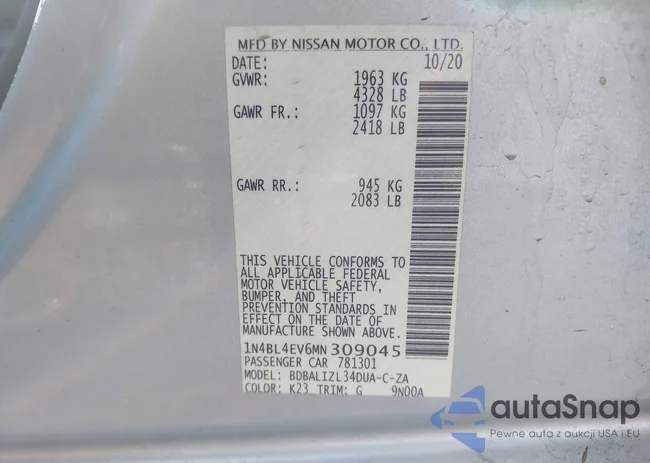 MFD BY NISSAN MOTOR CO., LTD.
DATE: 10/20
GVWR: 1963 KG
4328 LB
GAWR FR.: 1097 KG
2418 LB
GAWR RR.: 945 KG
2083 LB
THIS VEHICLE CONFORMS TO
ALL APPLICABLE FEDERAL
MOTOR VEHICLE SAFETY,
BUMPER, AND THEFT
PREVENTION STANDARDS IN
EFFECT ON THE DATE OF
MANUFACTURE SHOWN ABOVE.
1N4BL4EV6MN309045
PASSENGER CAR 781301
MODEL: BDBALIZL34DUA-C-ZA
COLOR: K23 TRIM: G 9N00A
autaSnap
Pewne auta z aukcji USA i EU